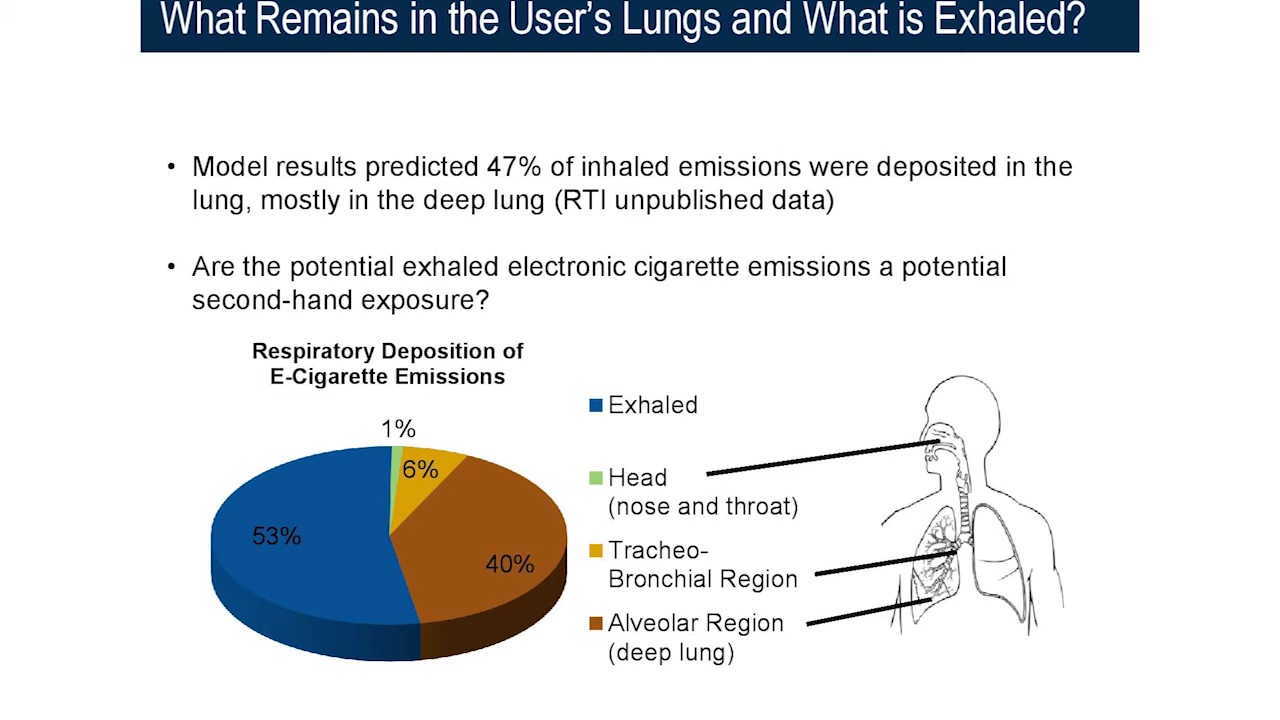 What Remains in the User's Lungs and What is Exhaled?
• Model results predicted 47% of inhaled emissions were deposited in the
lung, mostly in the deep lung (RTI unpublished data)
• Are the potential exhaled electronic cigarette emissions a potential
second-hand exposure?
Respiratory Deposition of
E-Cigarette Emissions
1%
6%
53%
40%
Exhaled
Head
(nose and throat)
Tracheo-
Bronchial Region
Alveolar Region
(deep lung)